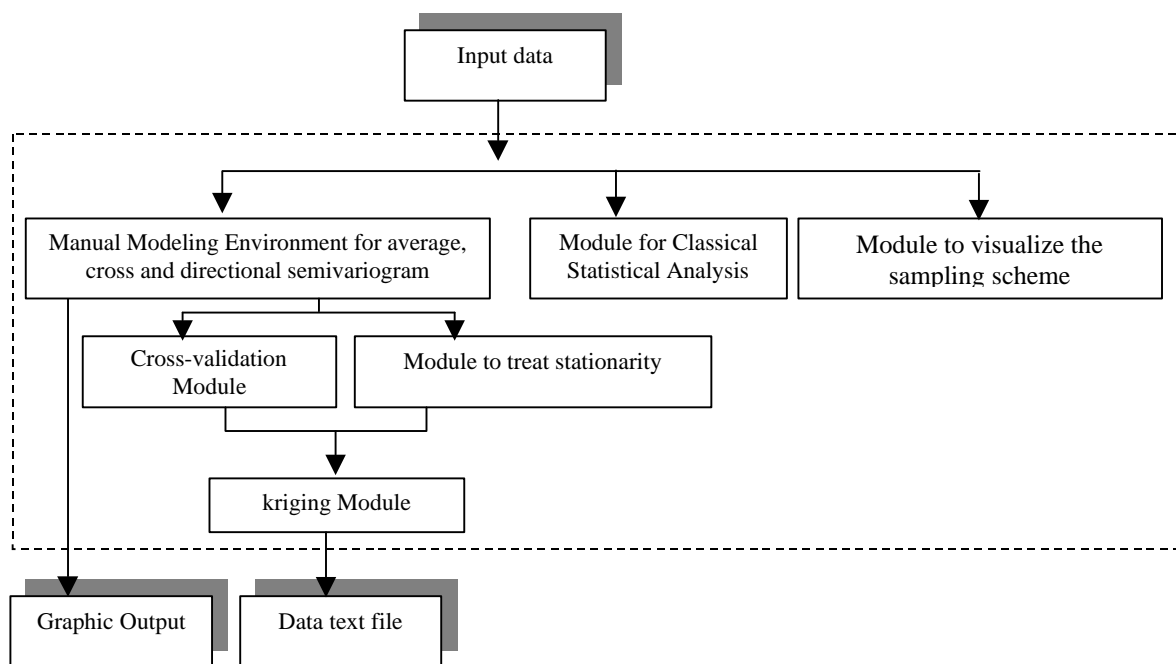 Input data
Manual Modeling Environment for average,
cross and directional semivariogram
Module for Classical
Statistical Analysis
Module to visualize the
sampling scheme
Cross-validation
Module
Module to treat stationarity
kriging Module
Graphic Output
Data text file